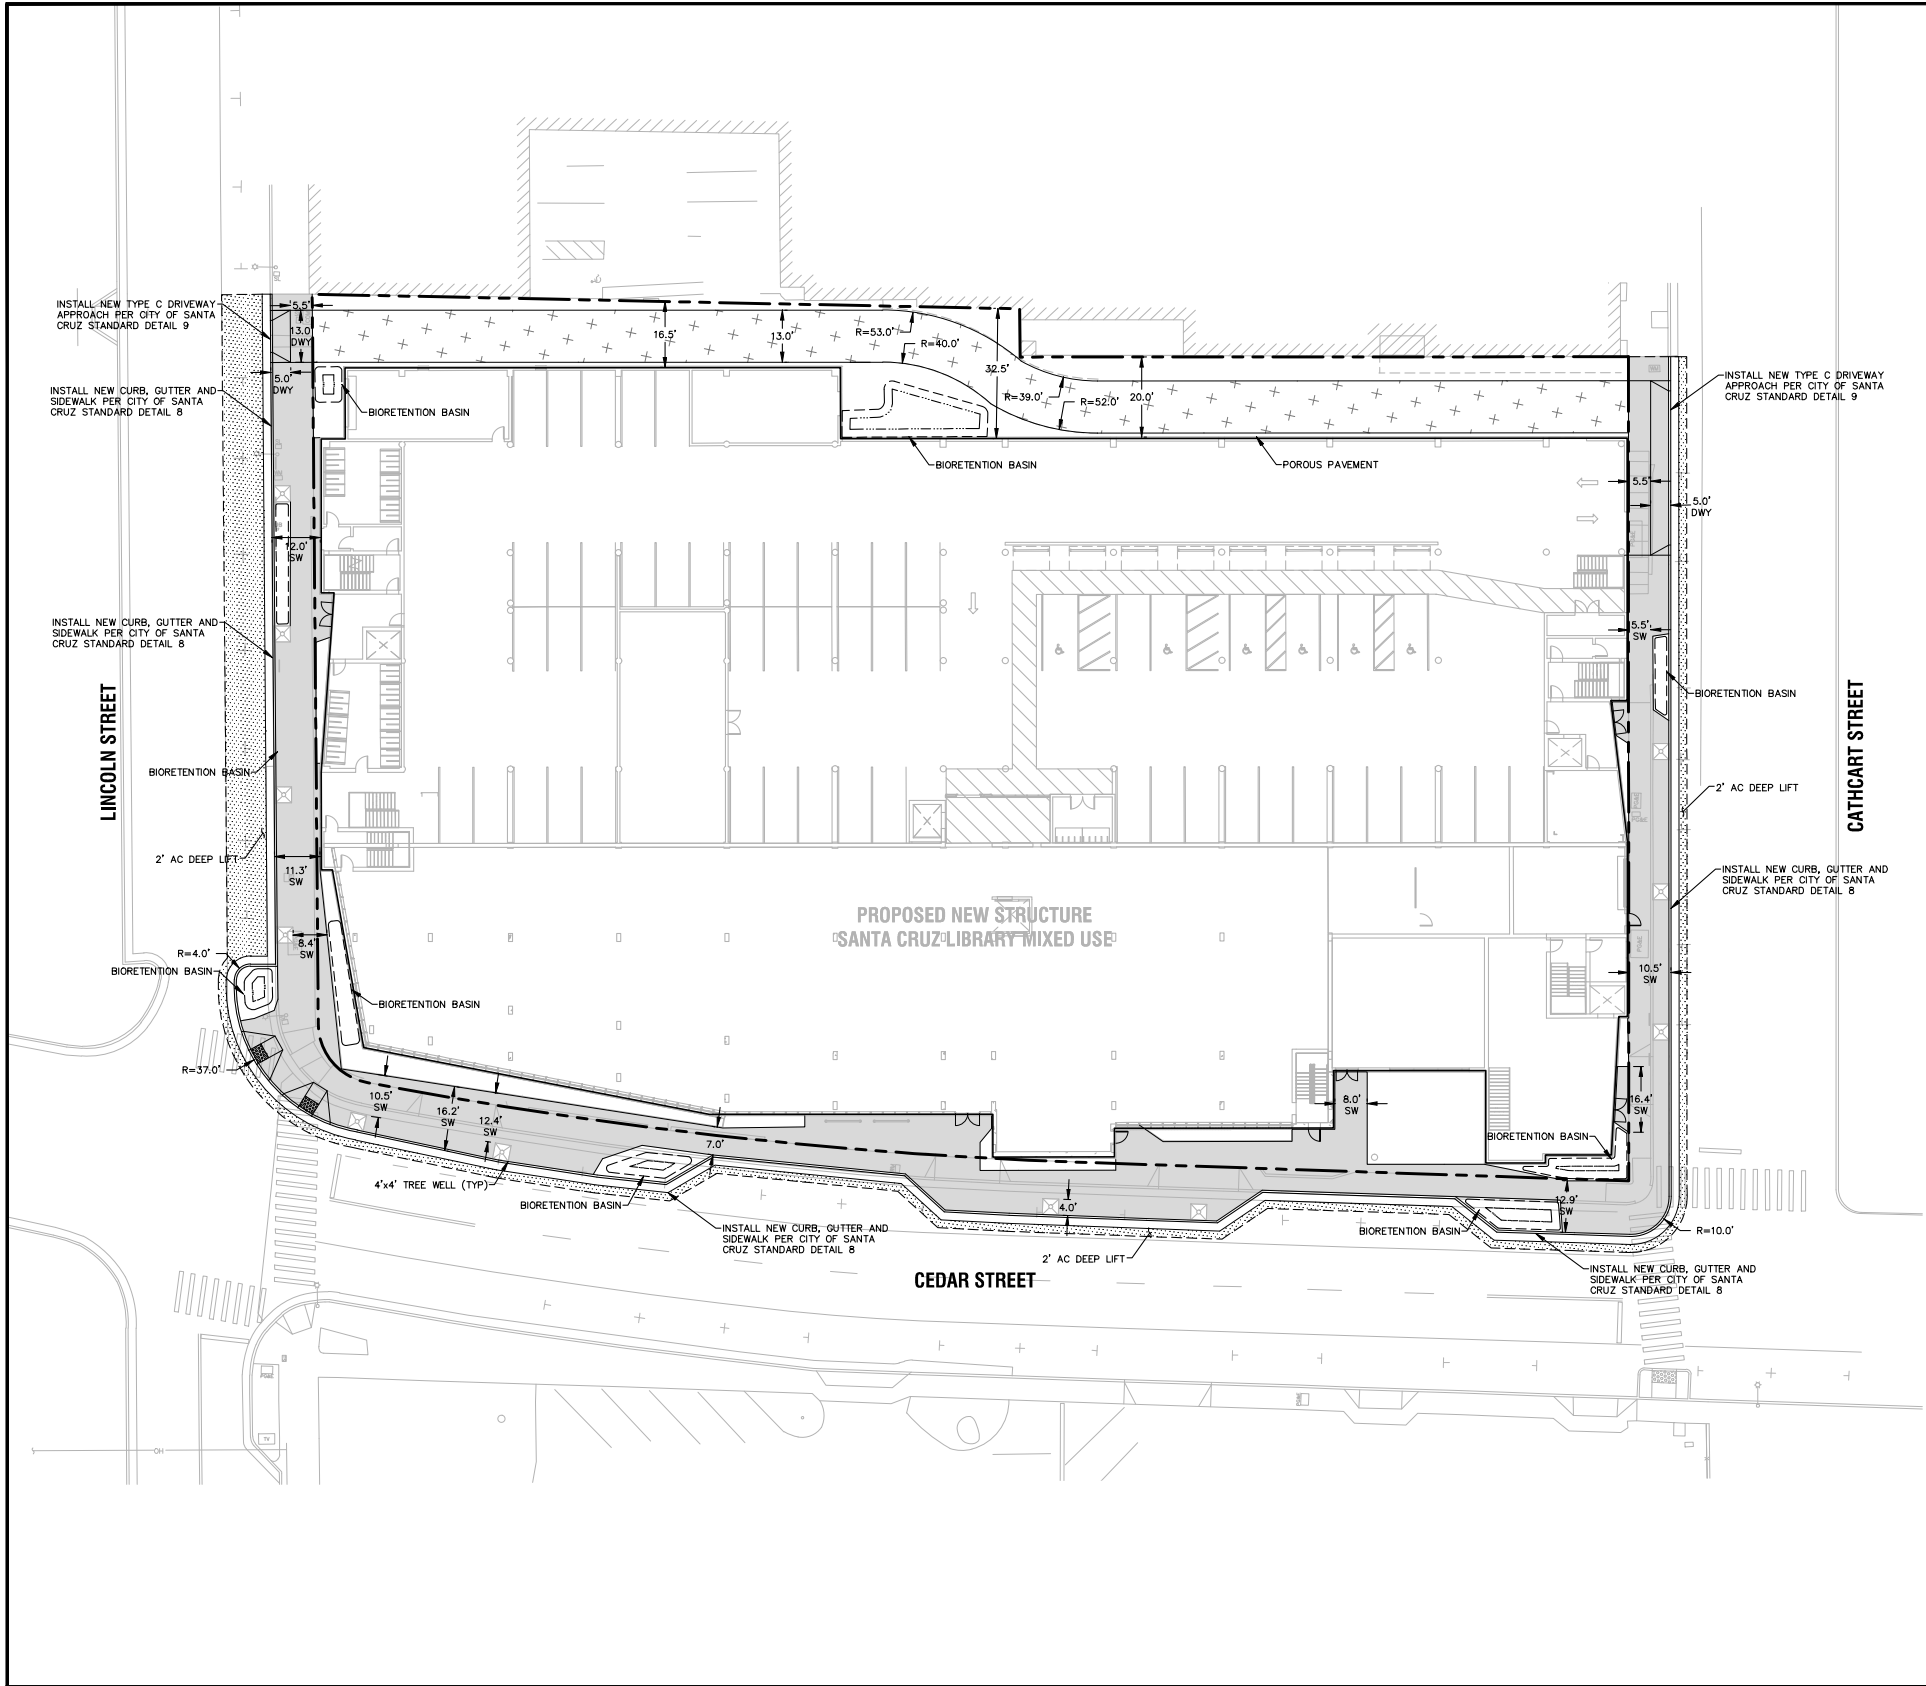 INSTALL NEW TYPE C DRIVEWAY
APPROACH PER CITY OF SANTA
CRUZ STANDARD DETAIL 9
5.5'
13.0'
DWY
5.0'
DWY
16.5'
13.0'
R=53.0'
R=40.0'
32.5'
R=39.0'
R=52.0'
20.0'
INSTALL NEW TYPE C DRIVEWAY
APPROACH PER CITY OF SANTA
CRUZ STANDARD DETAIL 9
INSTALL NEW CURB, GUTTER AND
SIDEWALK PER CITY OF SANTA
CRUZ STANDARD DETAIL 8
BIORETENTION BASIN
BIORETENTION BASIN
POROUS PAVEMENT
5.5'
5.0'
DWY
12.0'
SW
INSTALL NEW CURB, GUTTER AND
SIDEWALK PER CITY OF SANTA
CRUZ STANDARD DETAIL 8
5.5'
SW
BIORETENTION BASIN
LINCOLN STREET
CATHCART STREET
BIORETENTION BASIN
2' AC DEEP LIFT
2' AC DEEP LIFT
11.3'
SW
INSTALL NEW CURB, GUTTER AND
SIDEWALK PER CITY OF SANTA
CRUZ STANDARD DETAIL 8
PROPOSED NEW STRUCTURE
SANTA CRUZ LIBRARY MIXED USE
8.4'
SW
R=4.0'
BIORETENTION BASIN
BIORETENTION BASIN
10.5'
SW
R=37.0'
10.5'
SW
16.2'
SW
12.4'
SW
7.0'
8.0'
SW
16.4'
SW
BIORETENTION BASIN
4'x4' TREE WELL (TYP)
BIORETENTION BASIN
4.0'
12.9'
SW
BIORETENTION BASIN
R=10.0'
INSTALL NEW CURB, GUTTER AND
SIDEWALK PER CITY OF SANTA
CRUZ STANDARD DETAIL 8
2' AC DEEP LIFT
INSTALL NEW CURB, GUTTER AND
SIDEWALK PER CITY OF SANTA
CRUZ STANDARD DETAIL 8
CEDAR STREET
TV
OH